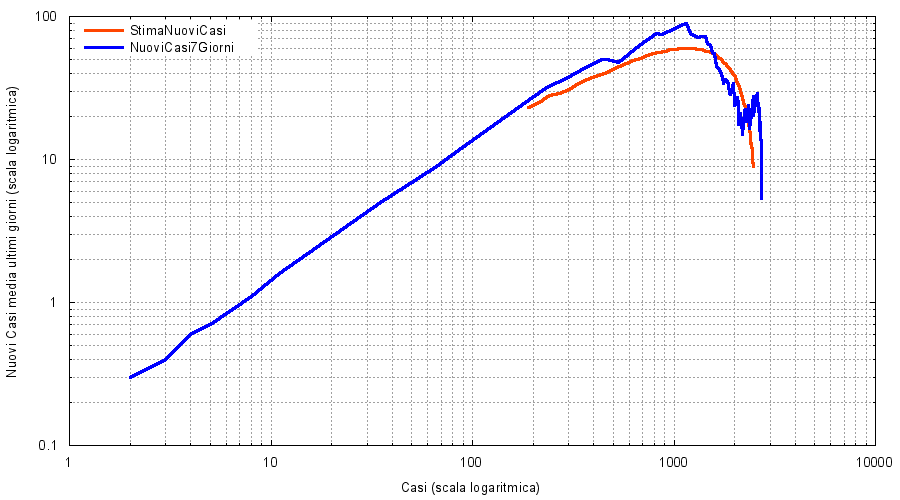 100
StimaNuoviCasi
NuoviCasi7Giorni
10
1
0.1
Nuovi Casi media ultimi giorni (scala logaritmica)
1
10
100
1000
10000
Casi (scala logaritmica)